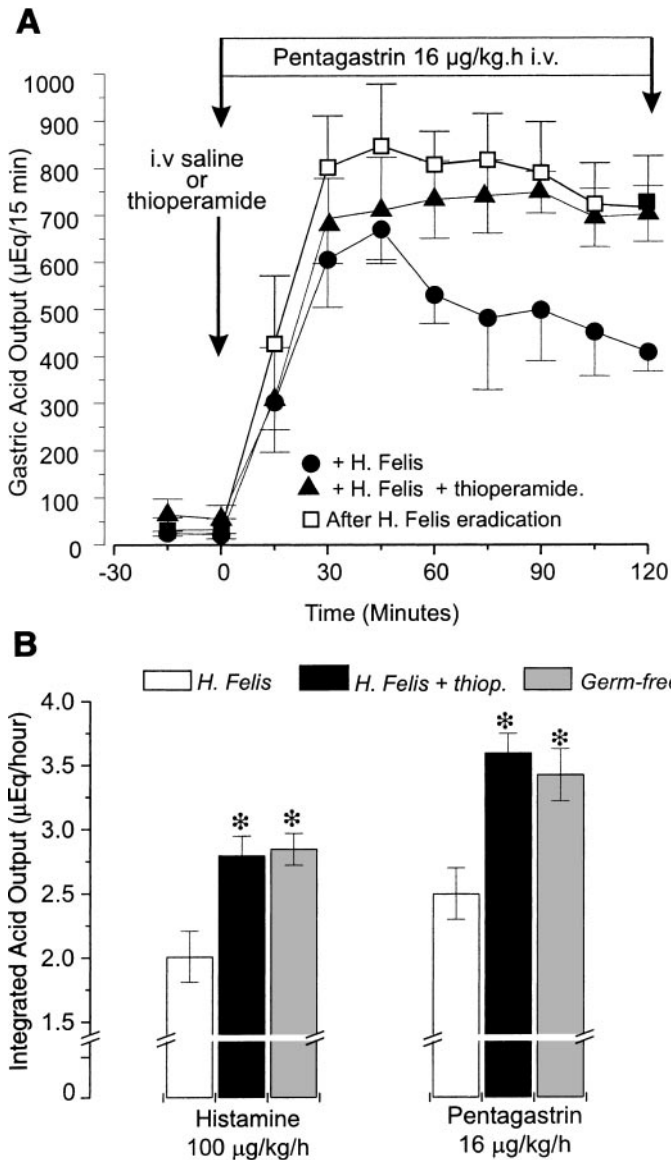 A
Pentagastrin 16 µg/kg.h i.v.
i.v saline
or
thioperamide
Gastric Acid Output (µEq/15 min)
1000
900
800
700
600
500
400
300
200
100
0
+ H. Felis
+ H. Felis + thioperamide.
After H. Felis eradication
-30 0 30 60 90 120
Time (Minutes)
B
H. Felis H. Felis + thiop. Germ-free
Integrated Acid Output (µEq/hour)
4.0
3.5
3.0
2.5
2.0
1.5
0
* * * *
Histamine Pentagastrin
100 µg/kg/h 16 µg/kg/h